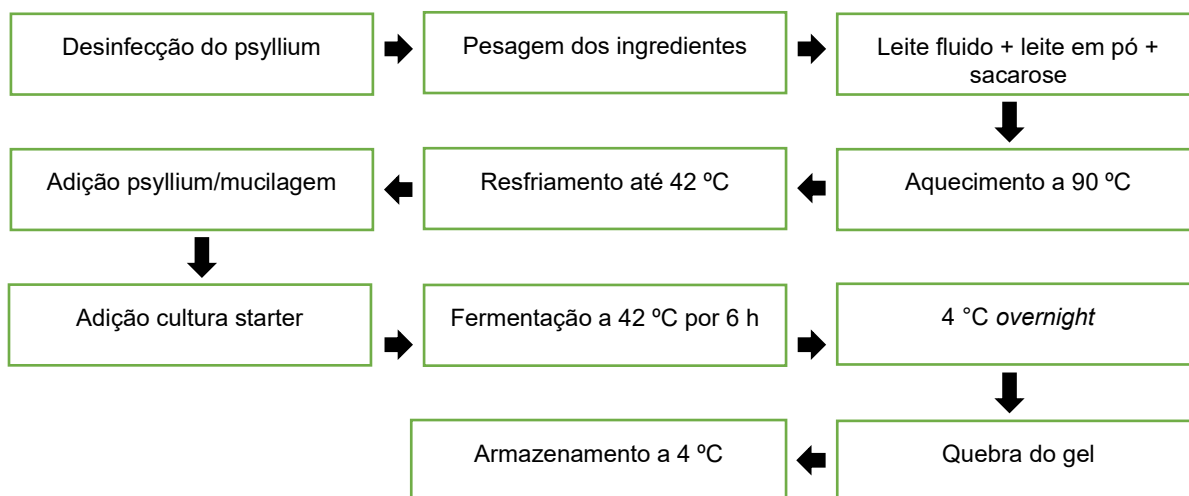 Desinfecção do psyllium
Pesagem dos ingredientes
Leite fluido + leite em pó +
sacarose
Aquecimento a 90 ºC
Resfriamento até 42 ºC
Adição psyllium/mucilagem
Adição cultura starter
Fermentação a 42 ºC por 6 h
4 °C overnight
Quebra do gel
Armazenamento a 4 ºC